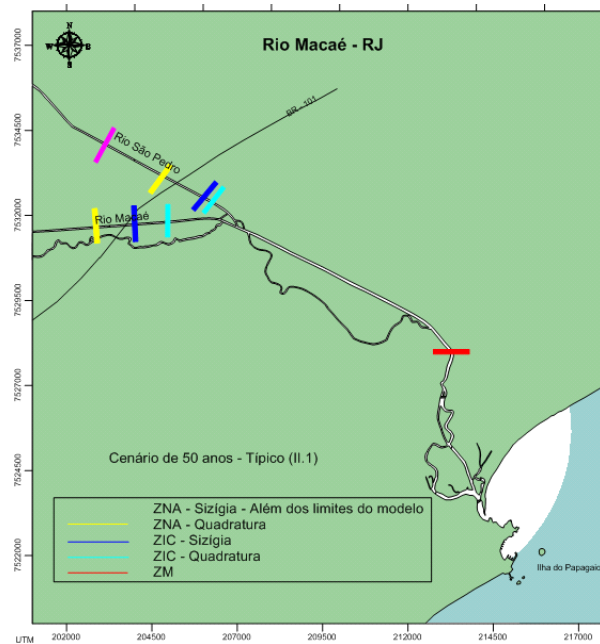 N
W
E
S
Rio Macaé - RJ
BR - 101
Rio São Pedro
Rio Macaé
Cenário de 50 anos - Típico (II.1)
ZNA - Sizígia - Além dos limites do modelo
ZNA - Quadratura
ZIC - Sizígia
ZIC - Quadratura
ZM
Ilha do Papagaio
7537000
7534500
7532000
7529500
7527000
7524500
7522000
UTM
202000
204500
207000
209500
212000
214500
217000